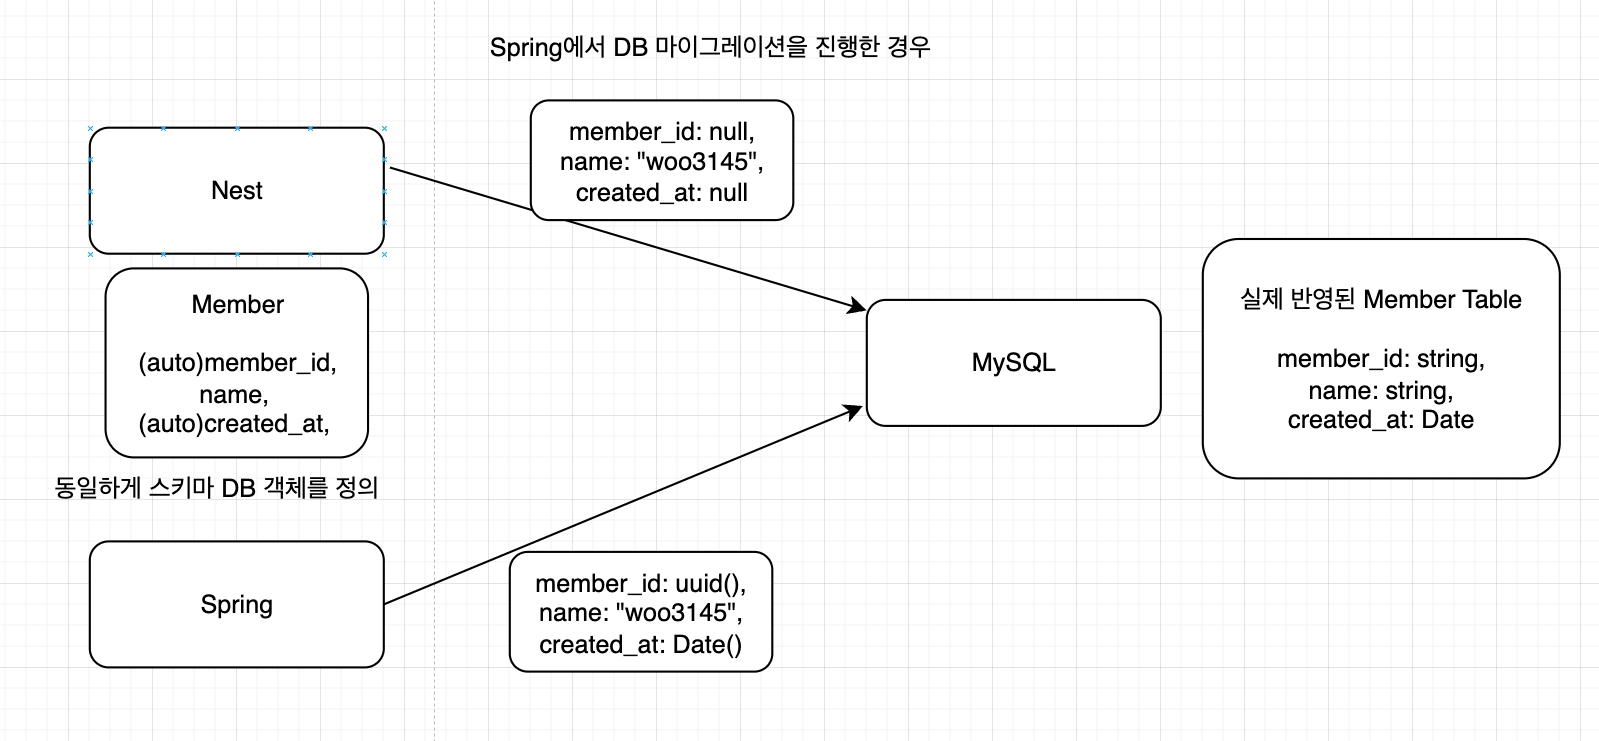 Spring에서 DB 마이그레이션을 진행한 경우
member_id: null,
name: "woo3145",
created_at: null
Nest
Member
(auto)member_id,
name,
(auto)created_at,
동일하게 스키마 DB 객체를 정의
MySQL
실제 반영된 Member Table
member_id: string,
name: string,
created_at: Date
Spring
member_id: uuid(),
name: "woo3145",
created_at: Date()